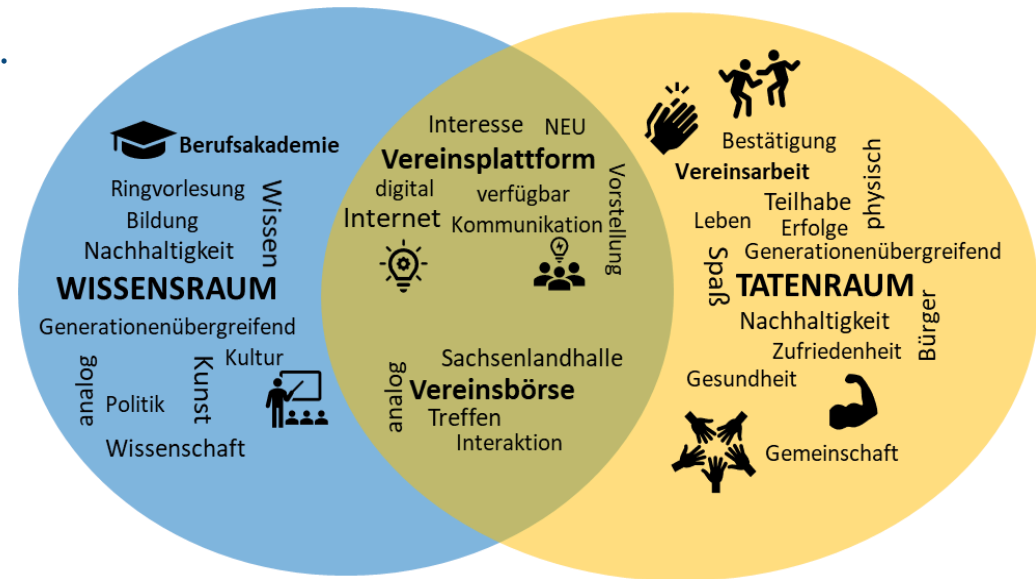 Berufsakademie
Ringvorlesung
Wissen
Bildung
Nachhaltigkeit
WISSENSRAUM
Generationenübergreifend
Kultur
analog
Kunst
Politik
Wissenschaft
Interesse
NEU
Vereinsplattform
digital
verfügbar
Vorstellung
Internet
Kommunikation
Sachsenlandhalle
analog
Vereinsbörse
Treffen
Interaktion
Bestätigung
Vereinsarbeit
physisch
Teilhabe
Leben
Erfolge
Generationenübergreifend
Spaß
TATENRAUM
Nachhaltigkeit
Bürger
Zufriedenheit
Gesundheit
Gemeinschaft